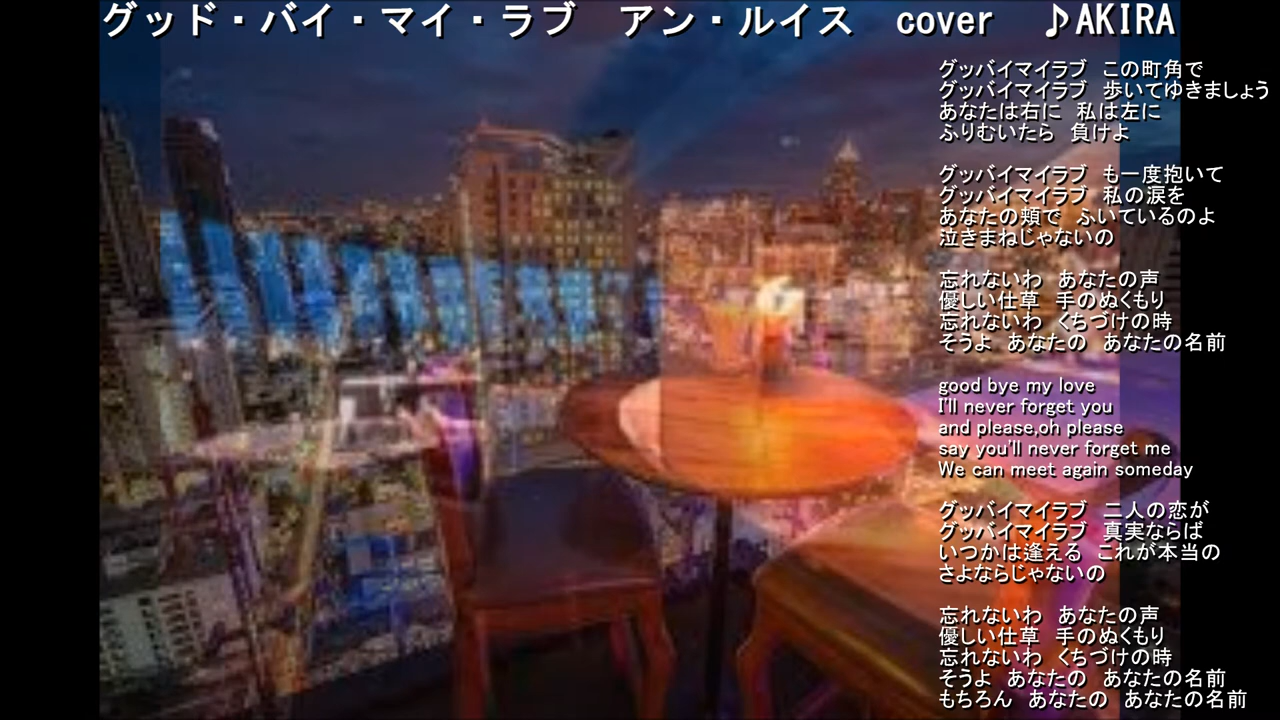 グッド・バイ・マイ・ラブ　アン・ルイス　cover　♪AKIRA
グッバイマイラブ　この町角で
グッバイマイラブ　歩いてゆきましょう
あなたは右に　私は左に
ふりむいたら　負けよ
グッバイマイラブ　も一度抱いて
グッバイマイラブ　私の涙を
あなたの頬で　ふいているのよ
泣きまねじゃないの
忘れないわ　あなたの声
優しい仕草　手のぬくもり
忘れないわ　くちづけの時
そうよ　あなたの　あなたの名前
good bye my love
I'll never forget you
and please,oh please
say you'll never forget me
We can meet again someday
グッバイマイラブ　二人の恋が
グッバイマイラブ　真実ならば
いつかは逢える　これが本当の
さよならじゃないの
忘れないわ　あなたの声
優しい仕草　手のぬくもり
忘れないわ　くちづけの時
そうよ　あなたの　あなたの名前
もちろん　あなたの　あなたの名前